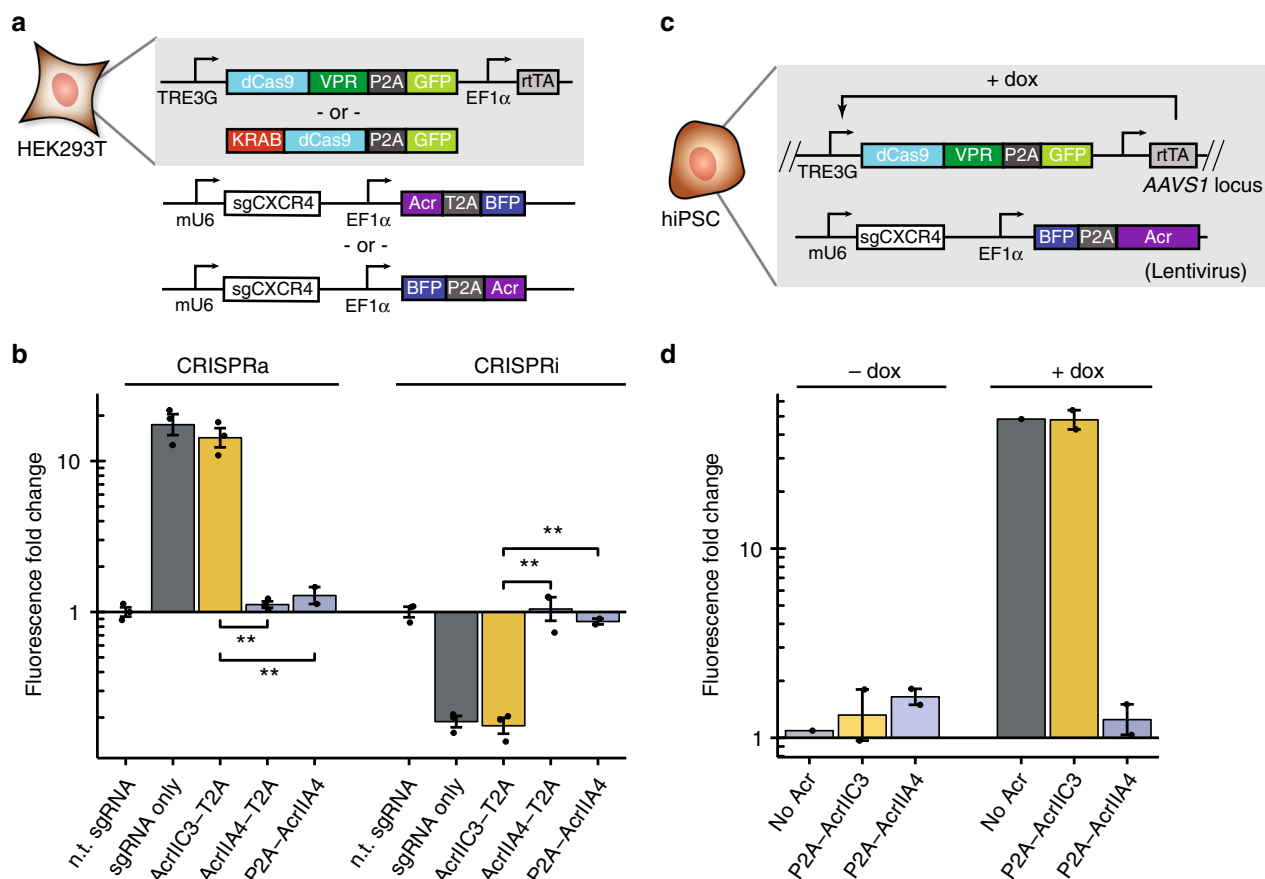 a
TRE3G dCas9 VPR P2A GFP EF1α rtTA
- or -
KRAB dCas9 P2A GFP
HEK293T
mU6 sgCXCR4 EF1α Acr T2A BFP
- or -
mU6 sgCXCR4 EF1α BFP P2A Acr
c
+ dox
TRE3G dCas9 VPR P2A GFP rtTA
AAVS1 locus
hiPSC
mU6 sgCXCR4 EF1α BFP P2A Acr
(Lentivirus)
b
CRISPRa CRISPRi
Fluorescence fold change
10
1
**
**
**
**
n.t. sgRNA
sgRNA only
AcrIIC3–T2A
AcrIIA4–T2A
P2A–AcrIIA4
n.t. sgRNA
sgRNA only
AcrIIC3–T2A
AcrIIA4–T2A
P2A–AcrIIA4
d
– dox + dox
Fluorescence fold change
10
1
No Acr
P2A–AcrIIC3
P2A–AcrIIA4
No Acr
P2A–AcrIIC3
P2A–AcrIIA4